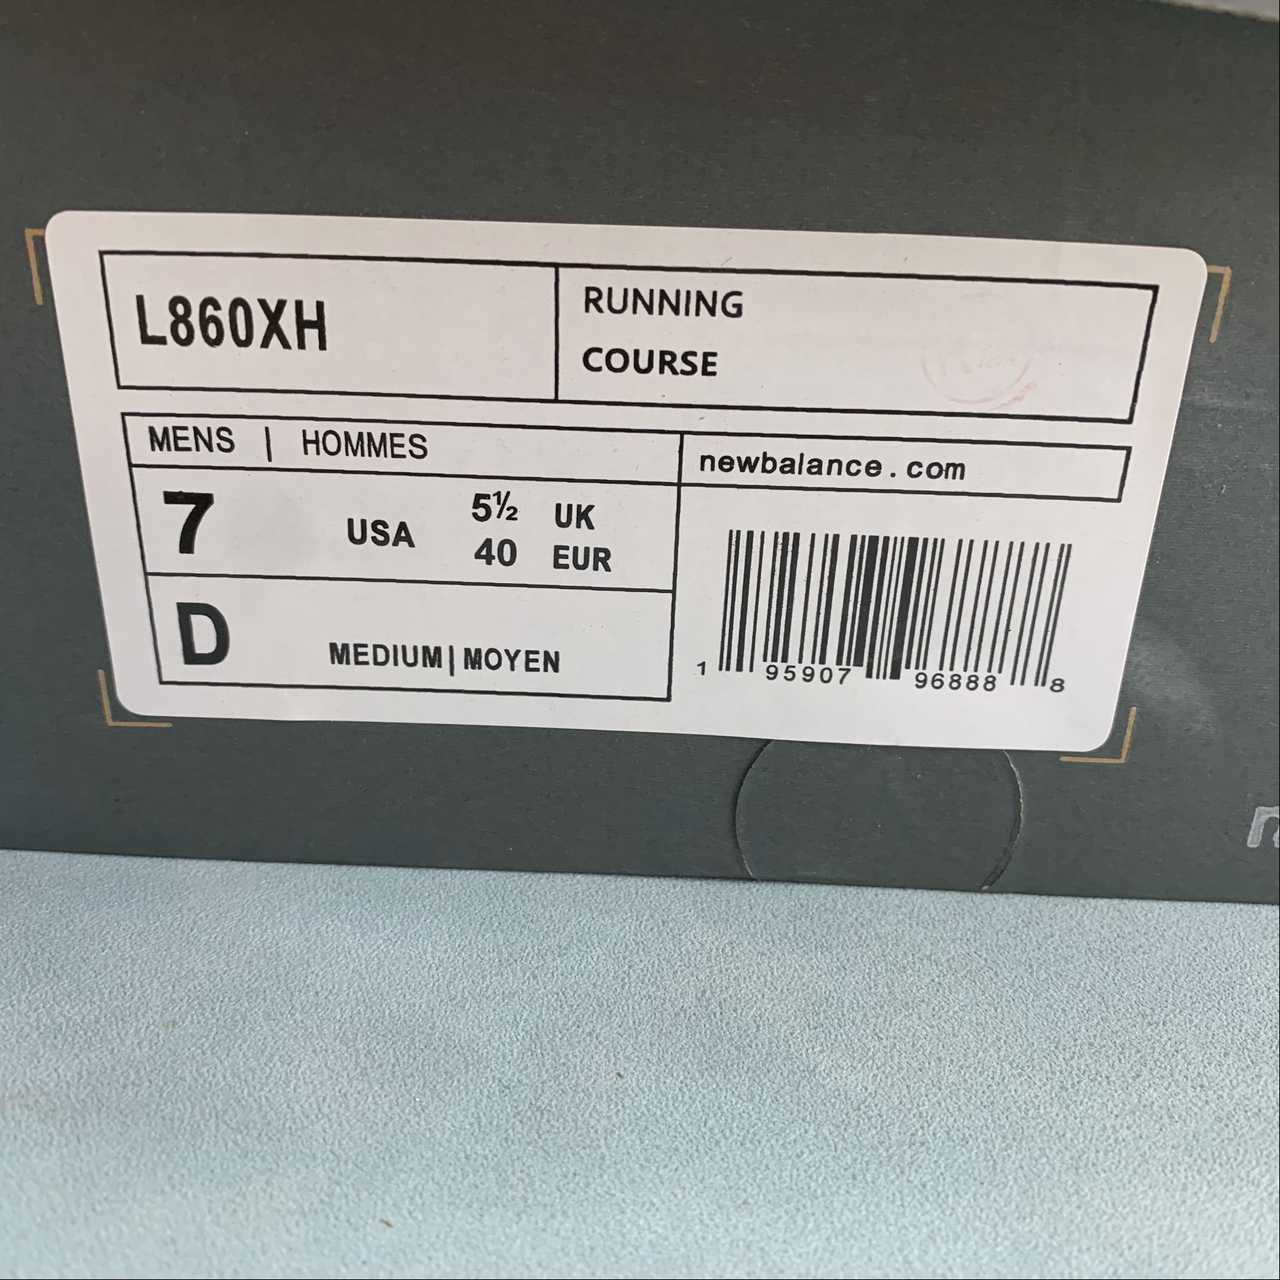 L860XH
RUNNING
COURSE
MENS | HOMMES
newbalance.com
7 USA 5½ UK
40 EUR
D MEDIUM|MOYEN
1 95907 96888 8